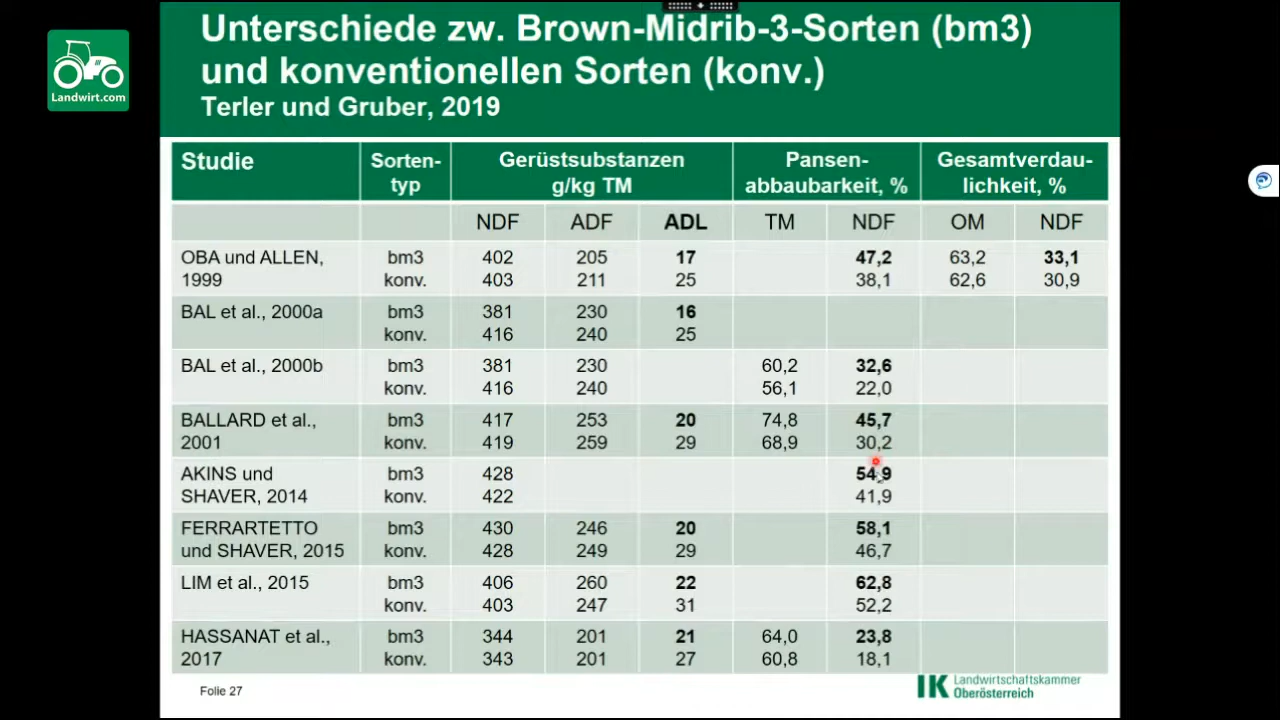 Unterschiede zw. Brown-Midrib-3-Sorten (bm3)
und konventionellen Sorten (konv.)
Terler und Gruber, 2019
Landwirt.com
Studie Sorten-typ Gerüstsubstanzen g/kg TM Pansen-abbaubarkeit, % Gesamtverdau-lichkeit, %
NDF ADF ADL TM NDF OM NDF
OBA und ALLEN, bm3 402 205 17 47,2 63,2 33,1
1999 konv. 403 211 25 38,1 62,6 30,9
BAL et al., 2000a bm3 381 230 16
konv. 416 240 25
BAL et al., 2000b bm3 381 230 60,2 32,6
konv. 416 240 56,1 22,0
BALLARD et al., bm3 417 253 20 74,8 45,7
2001 konv. 419 259 29 68,9 30,2
AKINS und bm3 428 54,9
SHAVER, 2014 konv. 422 41,9
FERRARTETTO bm3 430 246 20 58,1
und SHAVER, 2015 konv. 428 249 29 46,7
LIM et al., 2015 bm3 406 260 22 62,8
konv. 403 247 31 52,2
HASSANAT et al., bm3 344 201 21 64,0 23,8
2017 konv. 343 201 27 60,8 18,1
Folie 27
lK Landwirtschaftskammer
Oberösterreich